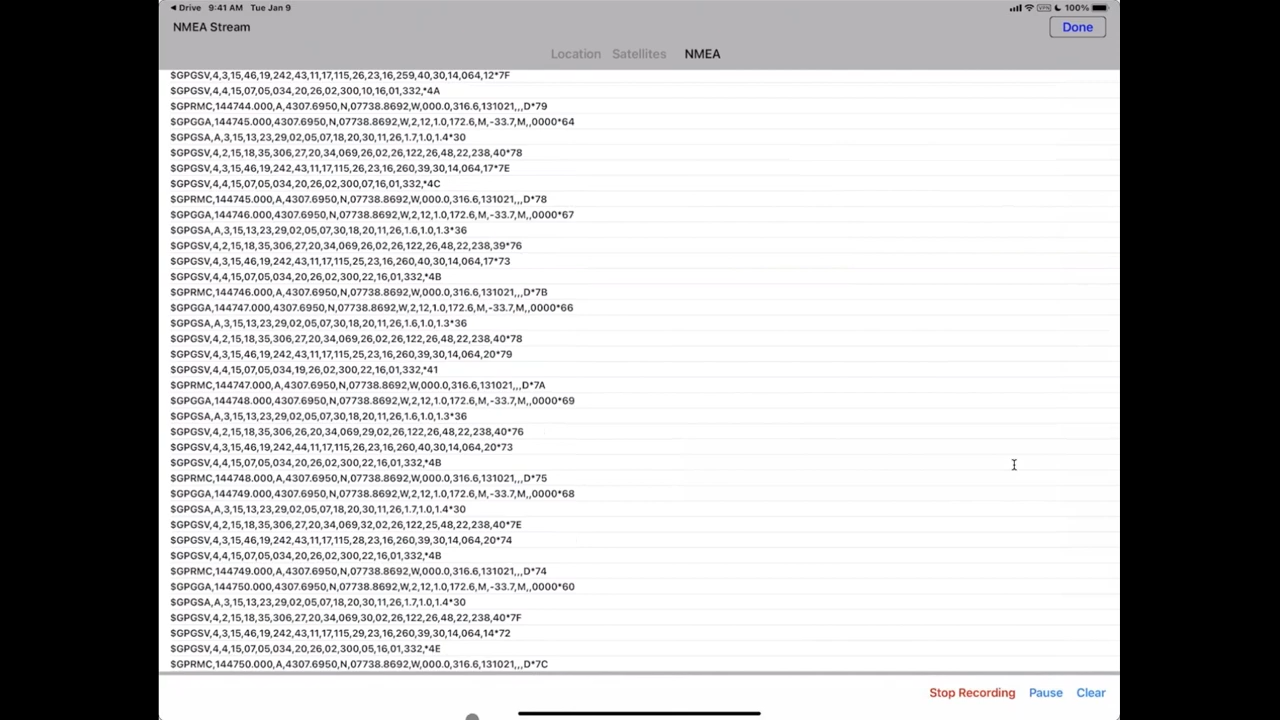 Drive 9:41 AM Tue Jan 9 VPN 100%
NMEA Stream
Done
Location Satellites NMEA
$GPGSV,4,3,15,46,19,242,43,11,17,115,26,23,16,259,40,30,14,064,12*7F
$GPGSV,4,4,15,07,05,034,20,26,02,300,10,16,01,332,*4A
$GPRMC,144744.000,A,4307.6950,N,07738.8692,W,000.0,316.6,131021,,,D*79
$GPGGA,144745.000,4307.6950,N,07738.8692,W,2,12,1.0,172.6,M,-33.7,M,,0000*64
$GPGSA,A,3,15,13,23,29,02,05,07,18,20,30,11,26,1.7,1.0,1.4*30
$GPGSV,4,2,15,18,35,306,27,20,34,069,26,02,26,122,26,48,22,238,40*78
$GPGSV,4,3,15,46,19,242,43,11,17,115,26,23,16,260,39,30,14,064,17*7E
$GPGSV,4,4,15,07,05,034,20,26,02,300,07,16,01,332,*4C
$GPRMC,144745.000,A,4307.6950,N,07738.8692,W,000.0,316.6,131021,,,D*78
$GPGGA,144746.000,4307.6950,N,07738.8692,W,2,12,1.0,172.6,M,-33.7,M,,0000*67
$GPGSA,A,3,15,13,23,29,02,05,07,30,18,20,11,26,1.6,1.0,1.3*36
$GPGSV,4,2,15,18,35,306,27,20,34,069,26,02,26,122,26,48,22,238,39*76
$GPGSV,4,3,15,46,19,242,43,11,17,115,25,23,16,260,40,30,14,064,17*73
$GPGSV,4,4,15,07,05,034,20,26,02,300,22,16,01,332,*4B
$GPRMC,144746.000,A,4307.6950,N,07738.8692,W,000.0,316.6,131021,,,D*7B
$GPGGA,144747.000,4307.6950,N,07738.8692,W,2,12,1.0,172.6,M,-33.7,M,,0000*66
$GPGSA,A,3,15,13,23,29,02,05,07,30,18,20,11,26,1.6,1.0,1.3*36
$GPGSV,4,2,15,18,35,306,27,20,34,069,26,02,26,122,26,48,22,238,40*78
$GPGSV,4,3,15,46,19,242,43,11,17,115,25,23,16,260,39,30,14,064,20*79
$GPGSV,4,4,15,07,05,034,19,26,02,300,22,16,01,332,*41
$GPRMC,144747.000,A,4307.6950,N,07738.8692,W,000.0,316.6,131021,,,D*7A
$GPGGA,144748.000,4307.6950,N,07738.8692,W,2,12,1.0,172.6,M,-33.7,M,,0000*69
$GPGSA,A,3,15,13,23,29,02,05,07,30,18,20,11,26,1.6,1.0,1.3*36
$GPGSV,4,2,15,18,35,306,26,20,34,069,29,02,26,122,26,48,22,238,40*76
$GPGSV,4,3,15,46,19,242,44,11,17,115,26,23,16,260,40,30,14,064,20*73
$GPGSV,4,4,15,07,05,034,20,26,02,300,22,16,01,332,*4B
$GPRMC,144748.000,A,4307.6950,N,07738.8692,W,000.0,316.6,131021,,,D*75
$GPGGA,144749.000,4307.6950,N,07738.8692,W,2,12,1.0,172.6,M,-33.7,M,,0000*68
$GPGSA,A,3,15,13,23,29,02,05,07,18,20,30,11,26,1.7,1.0,1.4*30
$GPGSV,4,2,15,18,35,306,27,20,34,069,32,02,26,122,25,48,22,238,40*7E
$GPGSV,4,3,15,46,19,242,43,11,17,115,28,23,16,260,39,30,14,064,20*74
$GPGSV,4,4,15,07,05,034,20,26,02,300,22,16,01,332,*4B
$GPRMC,144749.000,A,4307.6950,N,07738.8692,W,000.0,316.6,131021,,,D*74
$GPGGA,144750.000,4307.6950,N,07738.8692,W,2,12,1.0,172.6,M,-33.7,M,,0000*60
$GPGSA,A,3,15,13,23,29,02,05,07,18,20,30,11,26,1.7,1.0,1.4*30
$GPGSV,4,2,15,18,35,306,27,20,34,069,30,02,26,122,26,48,22,238,40*7F
$GPGSV,4,3,15,46,19,242,43,11,17,115,29,23,16,260,39,30,14,064,14*72
$GPGSV,4,4,15,07,05,034,20,26,02,300,05,16,01,332,*4E
$GPRMC,144750.000,A,4307.6950,N,07738.8692,W,000.0,316.6,131021,,,D*7C
Stop Recording Pause Clear